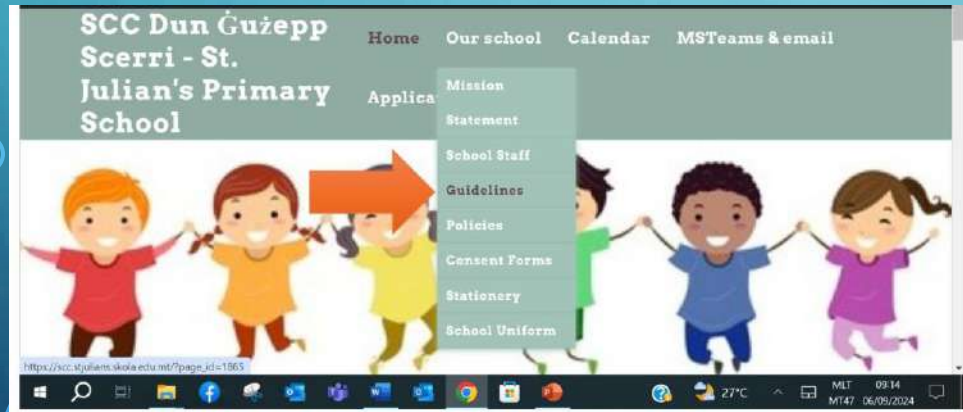 SCC Dun Ġużepp
Scerri - St.
Julian's Primary
School
Home Our school Calendar MSTeams & email
Applica
Mission
Statement
School Staff
Guidelines
Policies
Consent Forms
Stationery
School Uniform
https://scc.stjulians.skola.edu.mt/?page_id=1863
27°C MLT 09:14
MT47 06/09/2024